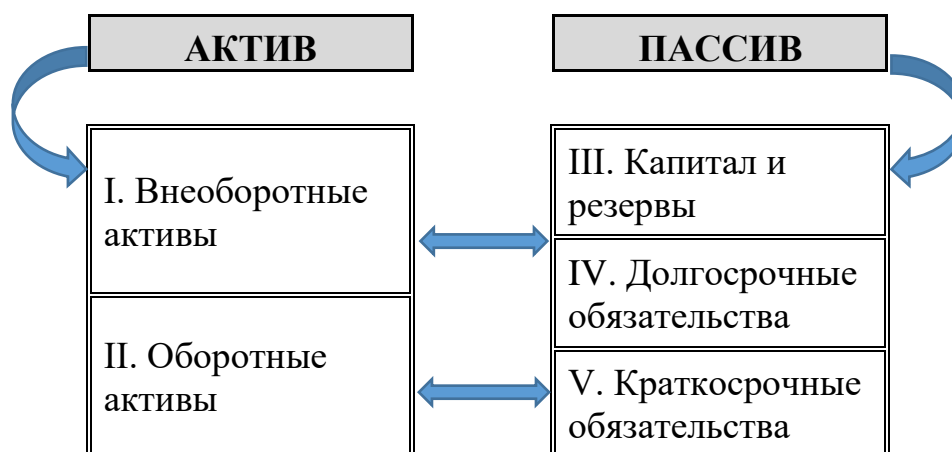 АКТИВ
ПАССИВ
I. Внеоборотные
активы
II. Оборотные
активы
III. Капитал и
резервы
IV. Долгосрочные
обязательства
V. Краткосрочные
обязательства